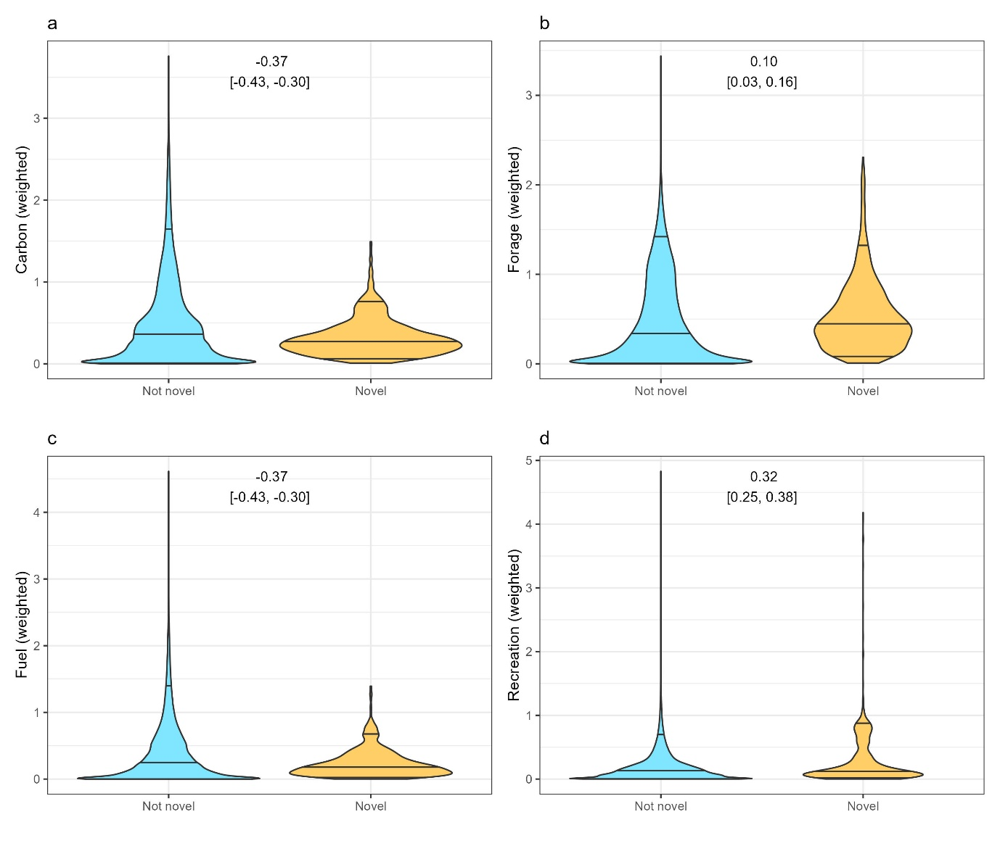 a
-0.37
[-0.43, -0.30]
Carbon (weighted)
3
2
1
0
Not novel
Novel
b
0.10
[0.03, 0.16]
Forage (weighted)
3
2
1
0
Not novel
Novel
c
-0.37
[-0.43, -0.30]
Fuel (weighted)
4
3
2
1
0
Not novel
Novel
d
0.32
[0.25, 0.38]
Recreation (weighted)
5
4
3
2
1
0
Not novel
Novel